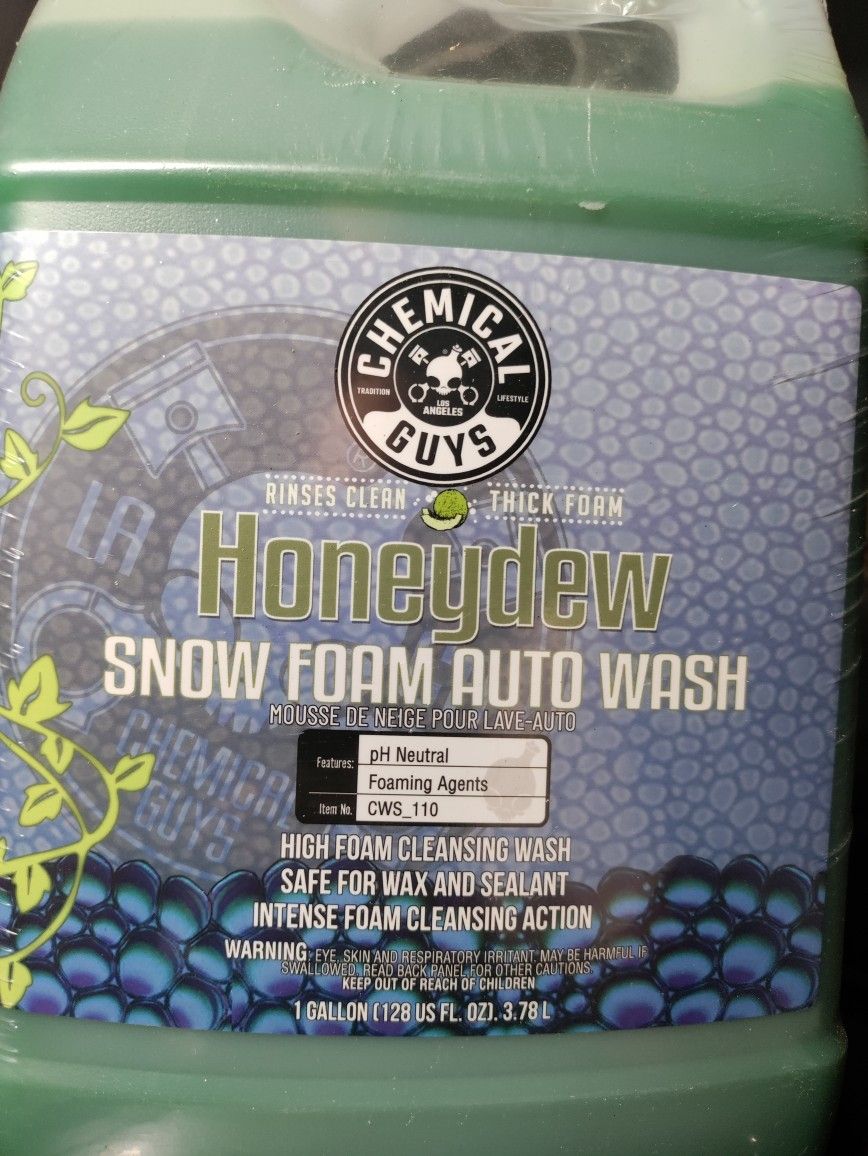 CHEMICAL
TRADITION
LOS
ANGELES
LIFESTYLE
GUYS
®
RINSES CLEAN THICK FOAM
Honeydew
SNOW FOAM AUTO WASH
MOUSSE DE NEIGE POUR LAVE-AUTO
Features: pH Neutral
Foaming Agents
Item No. CWS_110
HIGH FOAM CLEANSING WASH
SAFE FOR WAX AND SEALANT
INTENSE FOAM CLEANSING ACTION
WARNING: EYE, SKIN AND RESPIRATORY IRRITANT. MAY BE HARMFUL IF
SWALLOWED. READ BACK PANEL FOR OTHER CAUTIONS.
KEEP OUT OF REACH OF CHILDREN
1 GALLON (128 US FL. OZ). 3.78 L
LA
CHEMICAL
GUYS